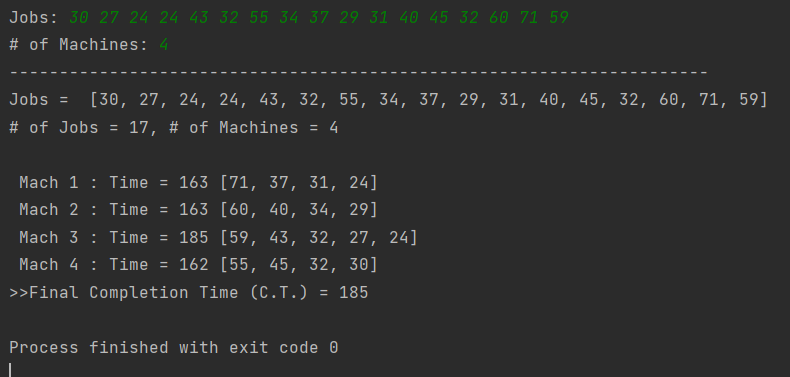 Jobs: 30 27 24 24 43 32 55 34 37 29 31 40 45 32 60 71 59
# of Machines: 4
----------------------------------------------------------------------
Jobs =  [30, 27, 24, 24, 43, 32, 55, 34, 37, 29, 31, 40, 45, 32, 60, 71, 59]
# of Jobs = 17, # of Machines = 4
Mach 1 : Time = 163 [71, 37, 31, 24]
Mach 2 : Time = 163 [60, 40, 34, 29]
Mach 3 : Time = 185 [59, 43, 32, 27, 24]
Mach 4 : Time = 162 [55, 45, 32, 30]
>>Final Completion Time (C.T.) = 185
Process finished with exit code 0